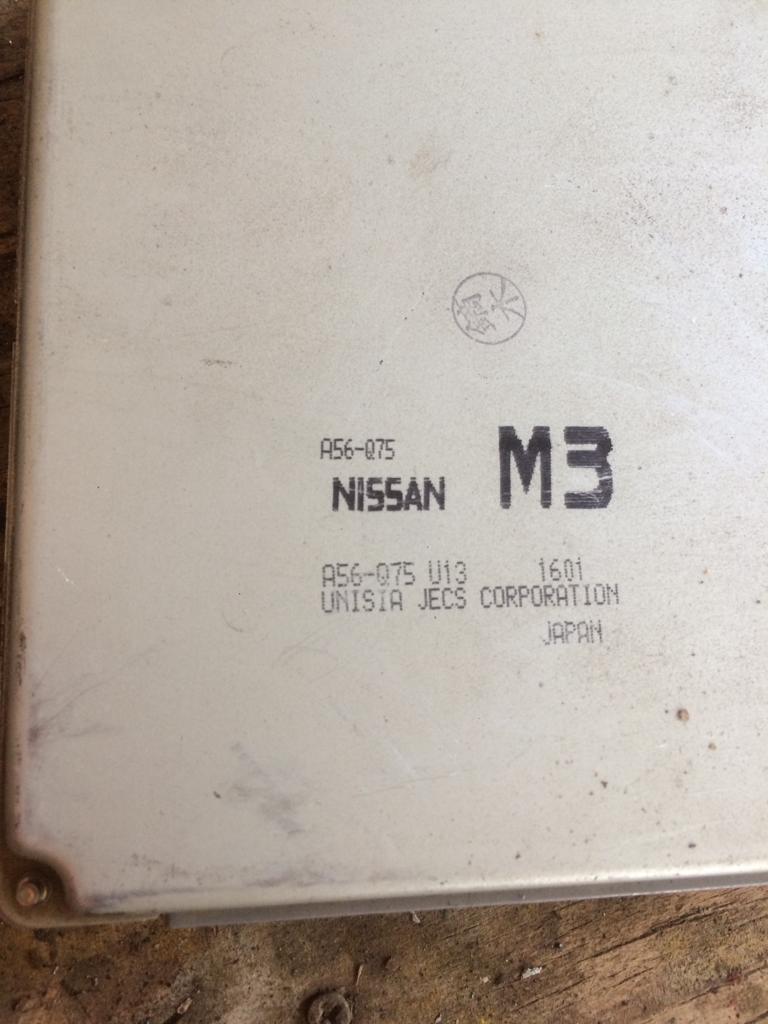 A56-Q75 M3
NISSAN
A56-Q75 U13 1601
UNISIA JECS CORPORATION
JAPAN